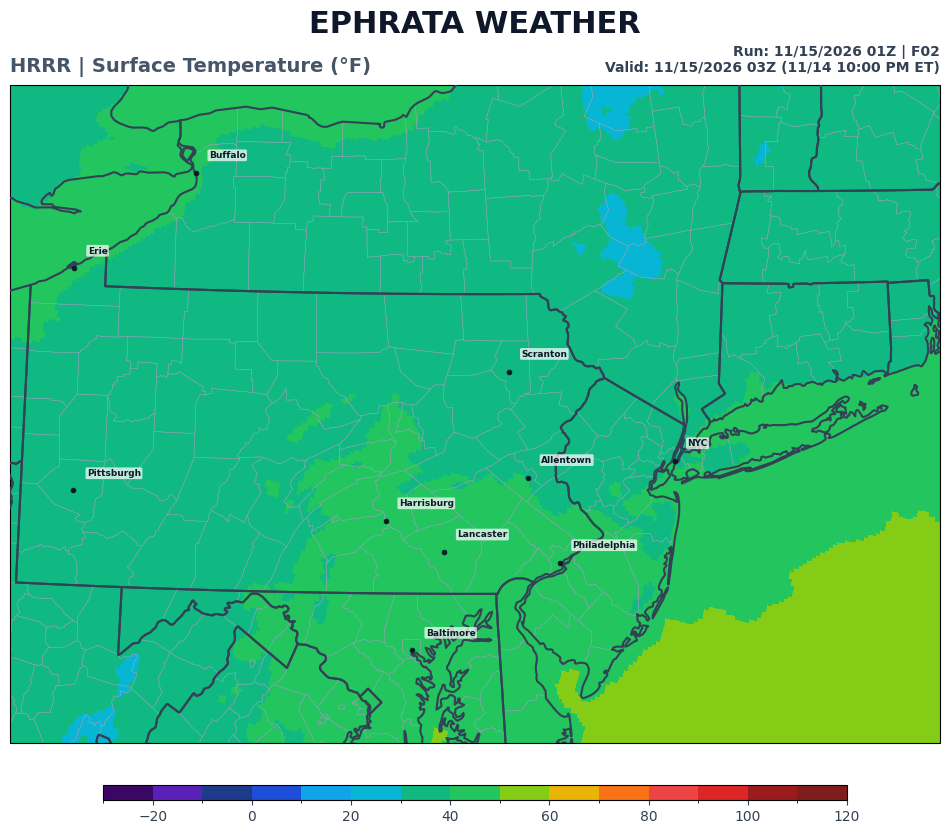 EPHRATA WEATHER
HRRR | Surface Temperature (°F)
Run: 11/15/2026 01Z | F02
Valid: 11/15/2026 03Z (11/14 10:00 PM ET)
Buffalo
Erie
Scranton
NYC
Allentown
Pittsburgh
Harrisburg
Lancaster
Philadelphia
Baltimore
−20 0 20 40 60 80 100 120